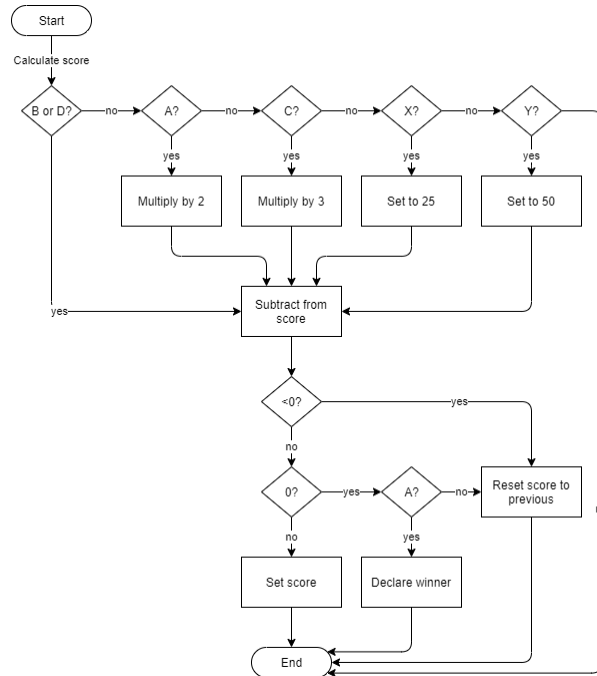 Start
Calculate score
B or D?
no
A?
no
C?
no
X?
no
Y?
yes
yes
yes
yes
Multiply by 2
Multiply by 3
Set to 25
Set to 50
yes
Subtract from
score
<0?
yes
no
0?
yes
A?
no
Reset score to
previous
no
yes
Set score
Declare winner
End